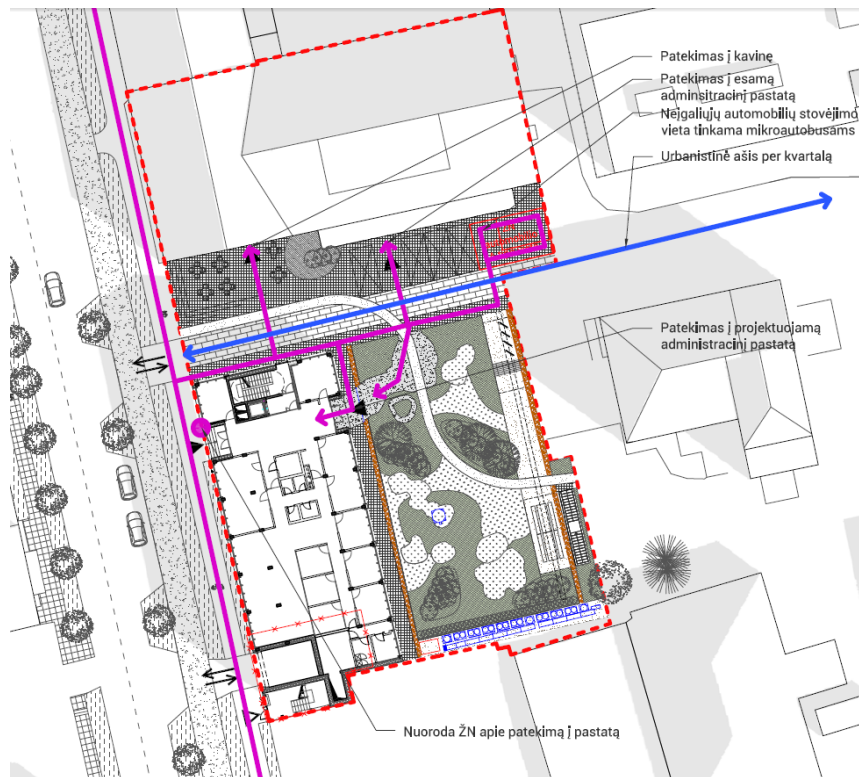 Patekimas į kavinę
Patekimas į esamą
adminsitracinį pastatą
Neįgaliųjų automobilių stovėjimo
vieta tinkama mikroautobusams
Urbanistinė ašis per kvartalą
Patekimas į projektuojamą
administracinį pastatą
Nuoroda ŽN apie patekimą į pastatą